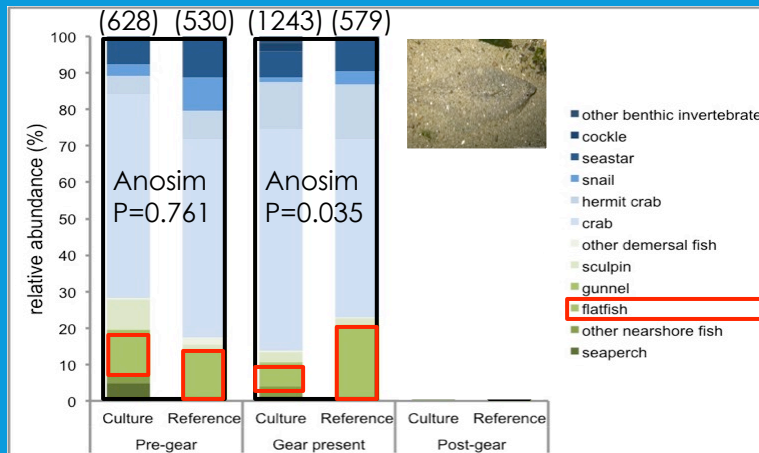 (628) (530) (1243) (579)
100
90
80
70
60
50
40
30
20
10
0
relative abundance (%)
Anosim
P=0.761
Anosim
P=0.035
other benthic invertebrate
cockle
seastar
snail
hermit crab
crab
other demersal fish
sculpin
gunnel
flatfish
other nearshore fish
seaperch
Culture Reference Culture Reference Culture Reference
Pre-gear Gear present Post-gear